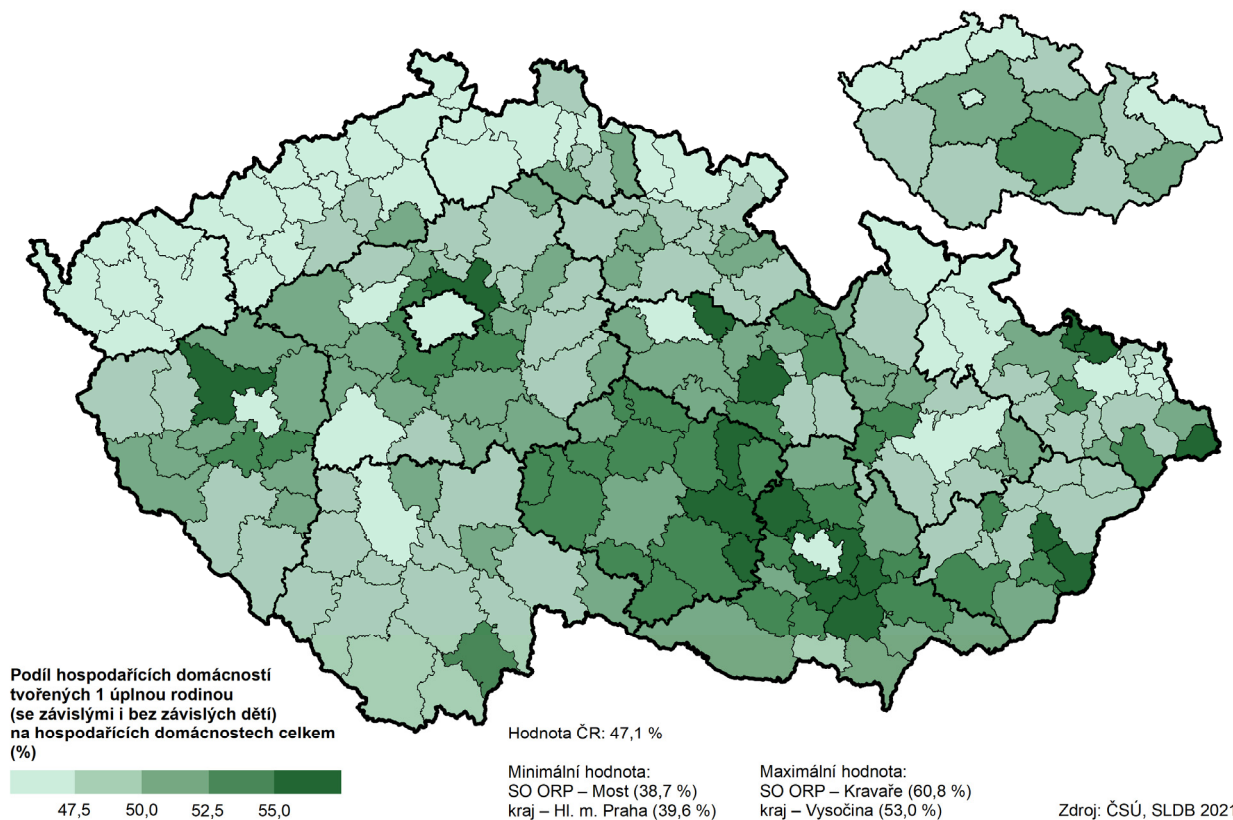 Podíl hospodařících domácností
tvořených 1 úplnou rodinou
(se závislými i bez závislých dětí)
na hospodařících domácnostech celkem
(%)
47,5 50,0 52,5 55,0
Hodnota ČR: 47,1 %
Minimální hodnota:
SO ORP – Most (38,7 %)
kraj – Hl. m. Praha (39,6 %)
Maximální hodnota:
SO ORP – Kravaře (60,8 %)
kraj – Vysočina (53,0 %)
Zdroj: ČSÚ, SLDB 2021